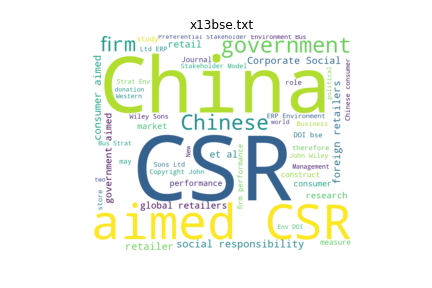 x13bse.txt
Preferential Stakeholder Environment Bus
firm
study
Ltd ERP
retail
government
Journal
Corporate Social
Stakeholder Model
China
consumer aimed
Strat Env
donation
Western
role
political
Chinese consumer
Wiley Sons
market
Chinese
ERP Environment
world
Business
DOI bse
Bus Strat
government aimed
may
et al
New
CSR
therefore
John Wiley
foreign retailers
Sons Ltd
Copyright John
Management
construct
two
performance
firm performance
consumer
store
global retailers
research
aimed CSR
Env DOI
retailer
social responsibility
measure